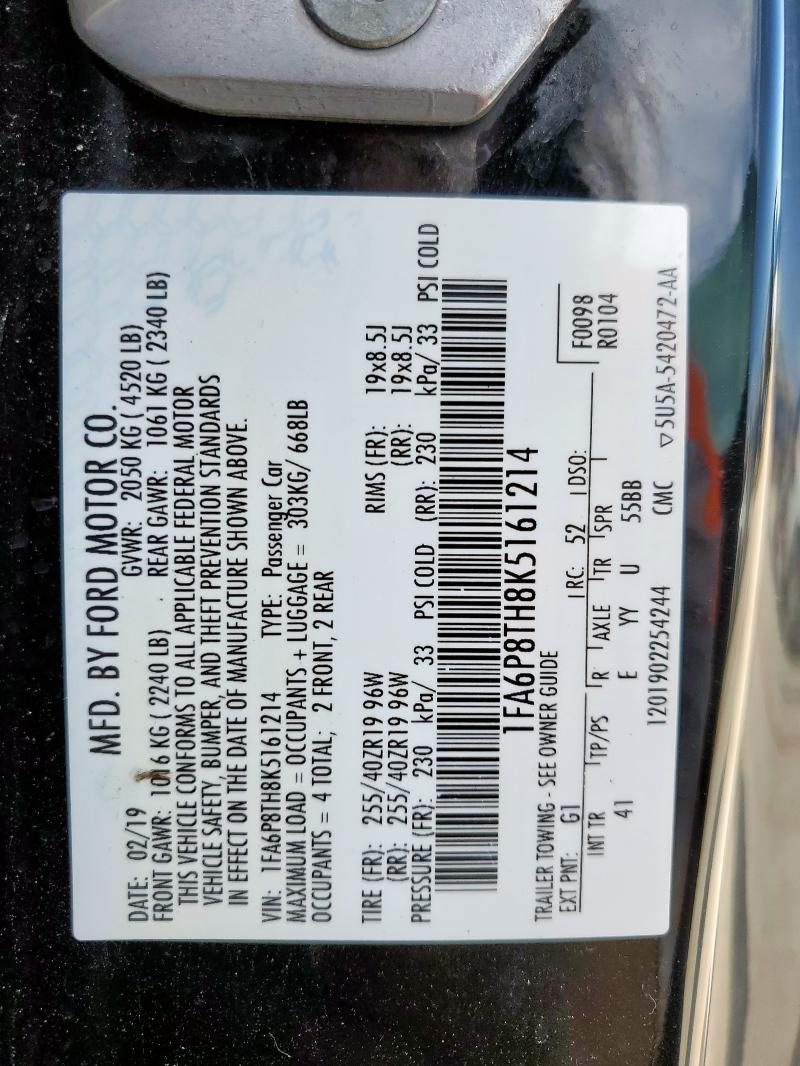 MFD. BY FORD MOTOR CO.
DATE: 02/19 GVWR: 2050 KG ( 4520 LB)
FRONT GAWR: 1016 KG ( 2240 LB) REAR GAWR: 1061 KG ( 2340 LB)
THIS VEHICLE CONFORMS TO ALL APPLICABLE FEDERAL MOTOR
VEHICLE SAFETY, BUMPER, AND THEFT PREVENTION STANDARDS
IN EFFECT ON THE DATE OF MANUFACTURE SHOWN ABOVE.
VIN: 1FA6P8TH8K5161214 TYPE: Passenger Car
MAXIMUM LOAD = OCCUPANTS + LUGGAGE = 303KG/ 668LB
OCCUPANTS = 4 TOTAL; 2 FRONT, 2 REAR
TIRE (FR): 255/40ZR19 96W RIMS (FR): 19x8.5J
(RR): 255/40ZR19 96W (RR): 19x8.5J
PRESSURE (FR): 230 kPa/ 33 PSI COLD (RR): 230 kPa/ 33 PSI COLD
1FA6P8TH8K5161214
TRAILER TOWING - SEE OWNER GUIDE
EXT PNT: G1 RC: 52 DSO: F0098
R0104
INT TR TP/PS R AXLE TR SPR
41 E YY U 55BB
1201902254244 CMC ▽5U5A-5420472-AA